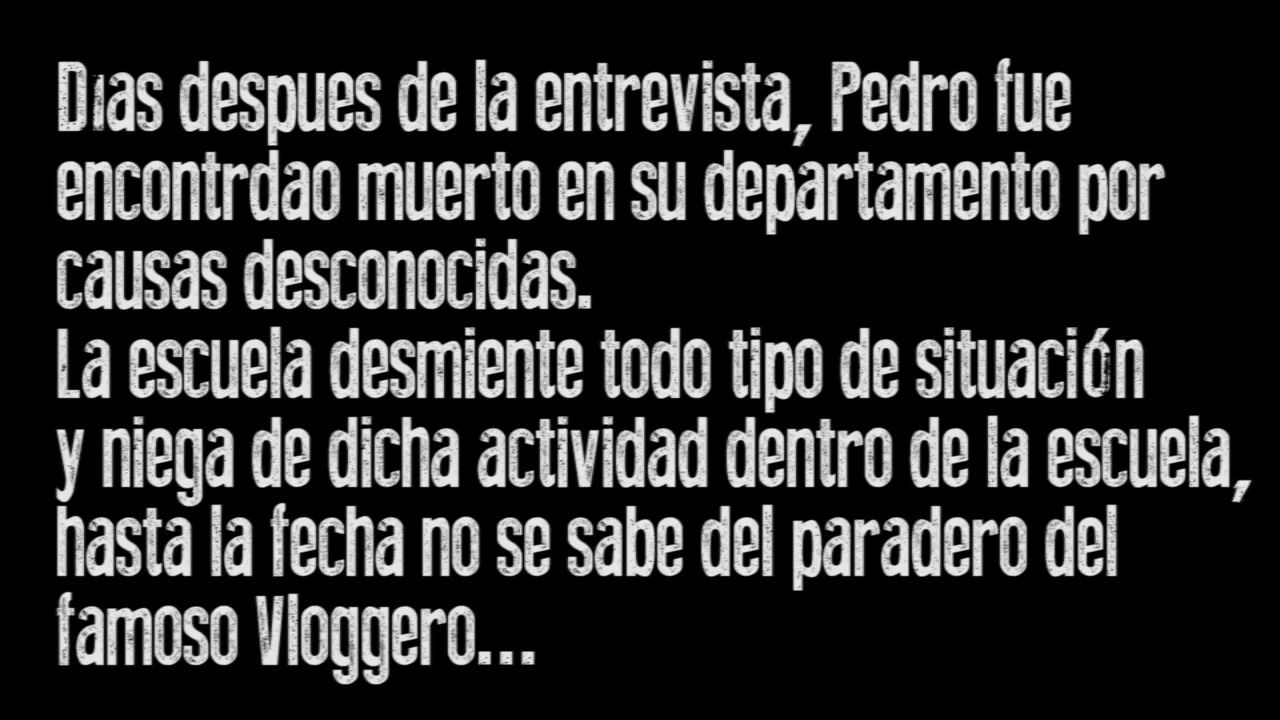 Dıas despues de la entrevista, Pedro fue
encontrdao muerto en su departamento por
causas desconocidas.
La escuela desmiente todo tipo de situación
y niega de dicha actividad dentro de la escuela,
hasta la fecha no se sabe del paradero del
famoso Vloggero...